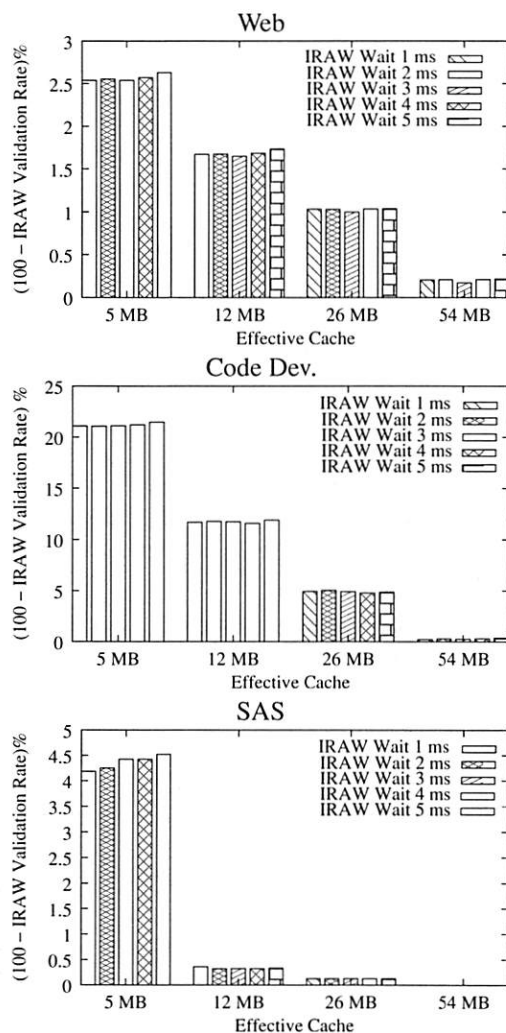 Web
(100 − IRAW Validation Rate)%
3
2.5
2
1.5
1
0.5
0
IRAW Wait 1 ms
IRAW Wait 2 ms
IRAW Wait 3 ms
IRAW Wait 4 ms
IRAW Wait 5 ms
5 MB 12 MB 26 MB 54 MB
Effective Cache
Code Dev.
(100 − IRAW Validation Rate) %
25
20
15
10
5
0
IRAW Wait 1 ms
IRAW Wait 2 ms
IRAW Wait 3 ms
IRAW Wait 4 ms
IRAW Wait 5 ms
5 MB 12 MB 26 MB 54 MB
Effective Cache
SAS
(100 − IRAW Validation Rate)%
5
4.5
4
3.5
3
2.5
2
1.5
1
0.5
0
IRAW Wait 1 ms
IRAW Wait 2 ms
IRAW Wait 3 ms
IRAW Wait 4 ms
IRAW Wait 5 ms
5 MB 12 MB 26 MB 54 MB
Effective Cache